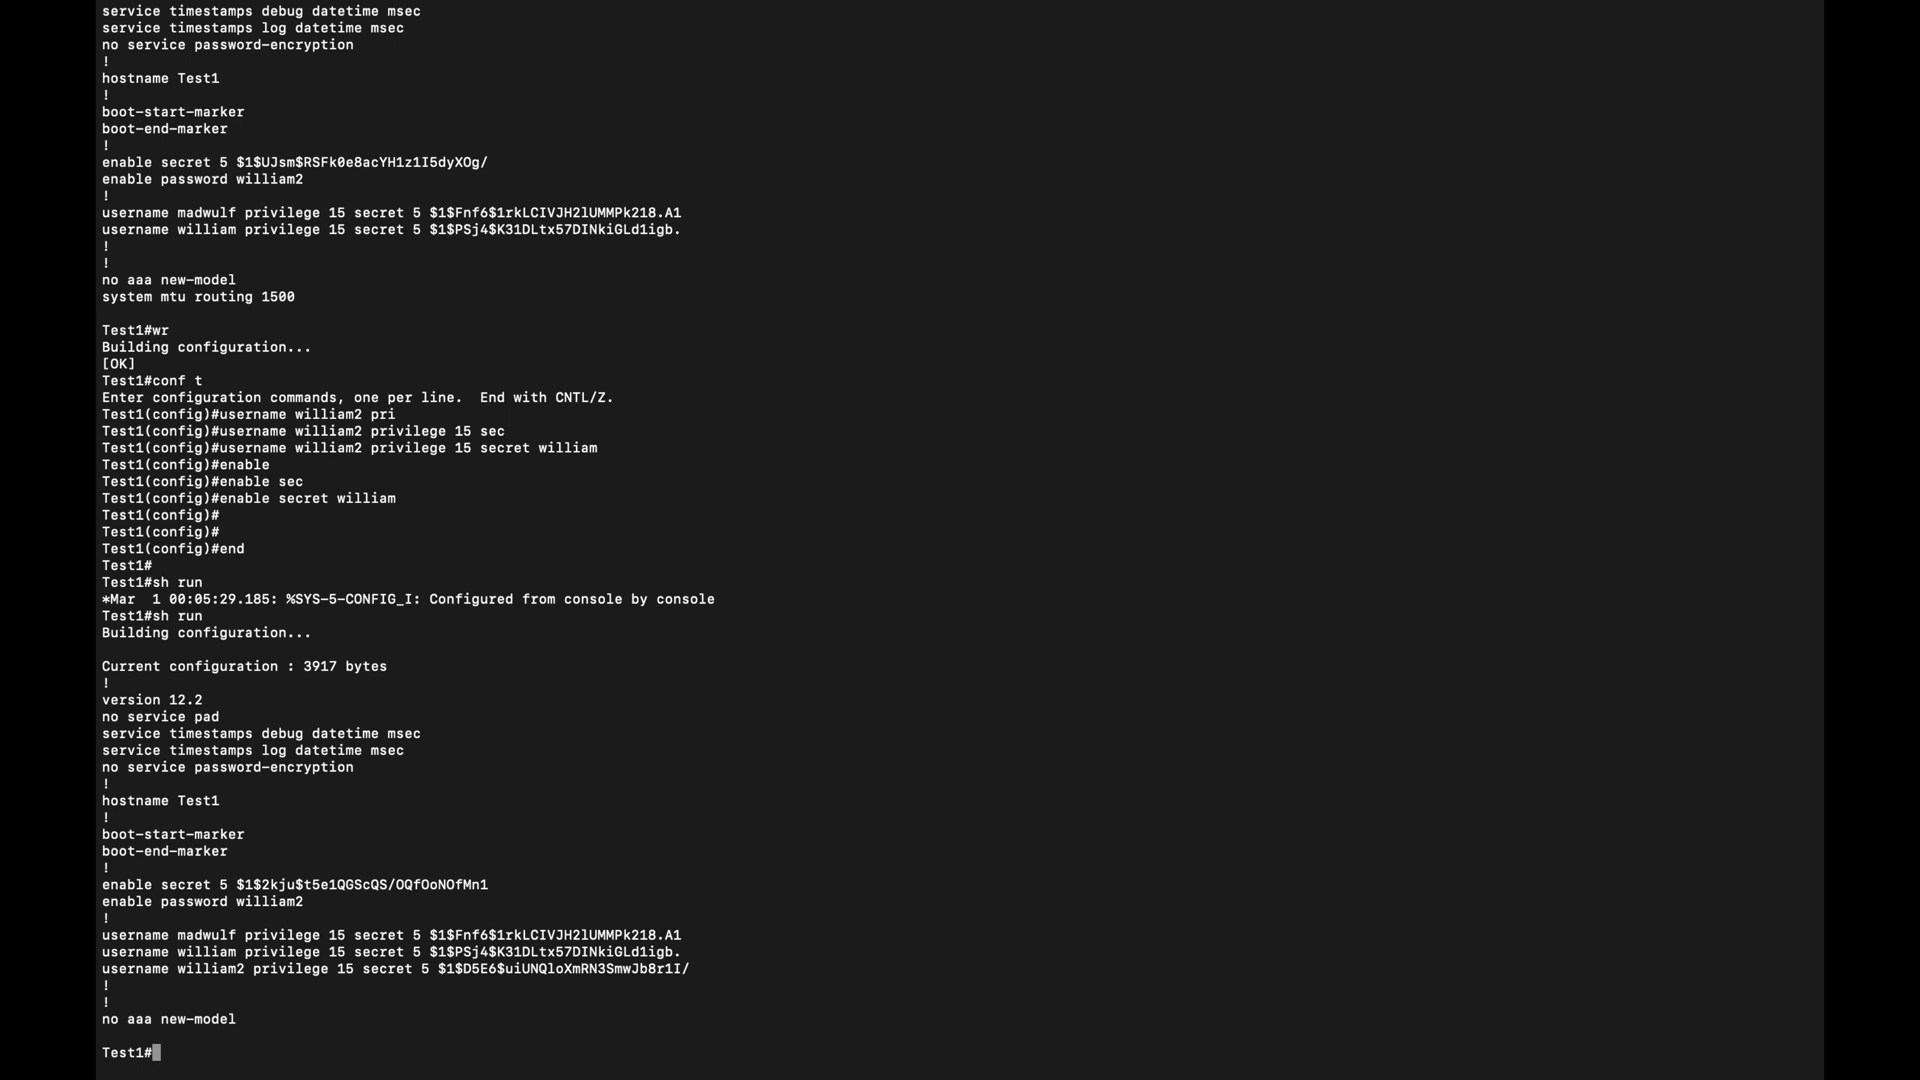 service timestamps debug datetime msec
service timestamps log datetime msec
no service password-encryption
!
hostname Test1
!
boot-start-marker
boot-end-marker
!
enable secret 5 $1$UJsm$RSFk0e8acYH1z1I5dyXOg/
enable password william2
!
username madwulf privilege 15 secret 5 $1$Fnf6$1rkLCIVJH2lUMMPk218.A1
username william privilege 15 secret 5 $1$PSj4$K31DLtx57DINkiGLd1igb.
!
!
no aaa new-model
system mtu routing 1500
Test1#wr
Building configuration...
[OK]
Test1#conf t
Enter configuration commands, one per line.  End with CNTL/Z.
Test1(config)#username william2 pri
Test1(config)#username william2 privilege 15 sec
Test1(config)#username william2 privilege 15 secret william
Test1(config)#enable
Test1(config)#enable sec
Test1(config)#enable secret william
Test1(config)#
Test1(config)#
Test1(config)#end
Test1#
Test1#sh run
*Mar  1 00:05:29.185: %SYS-5-CONFIG_I: Configured from console by console
Test1#sh run
Building configuration...
Current configuration : 3917 bytes
!
version 12.2
no service pad
service timestamps debug datetime msec
service timestamps log datetime msec
no service password-encryption
!
hostname Test1
!
boot-start-marker
boot-end-marker
!
enable secret 5 $1$2kju$t5e1QGScQS/OQfOoNOfMn1
enable password william2
!
username madwulf privilege 15 secret 5 $1$Fnf6$1rkLCIVJH2lUMMPk218.A1
username william privilege 15 secret 5 $1$PSj4$K31DLtx57DINkiGLd1igb.
username william2 privilege 15 secret 5 $1$D5E6$uiUNQloXmRN3SmwJb8r1I/
!
!
no aaa new-model
Test1#